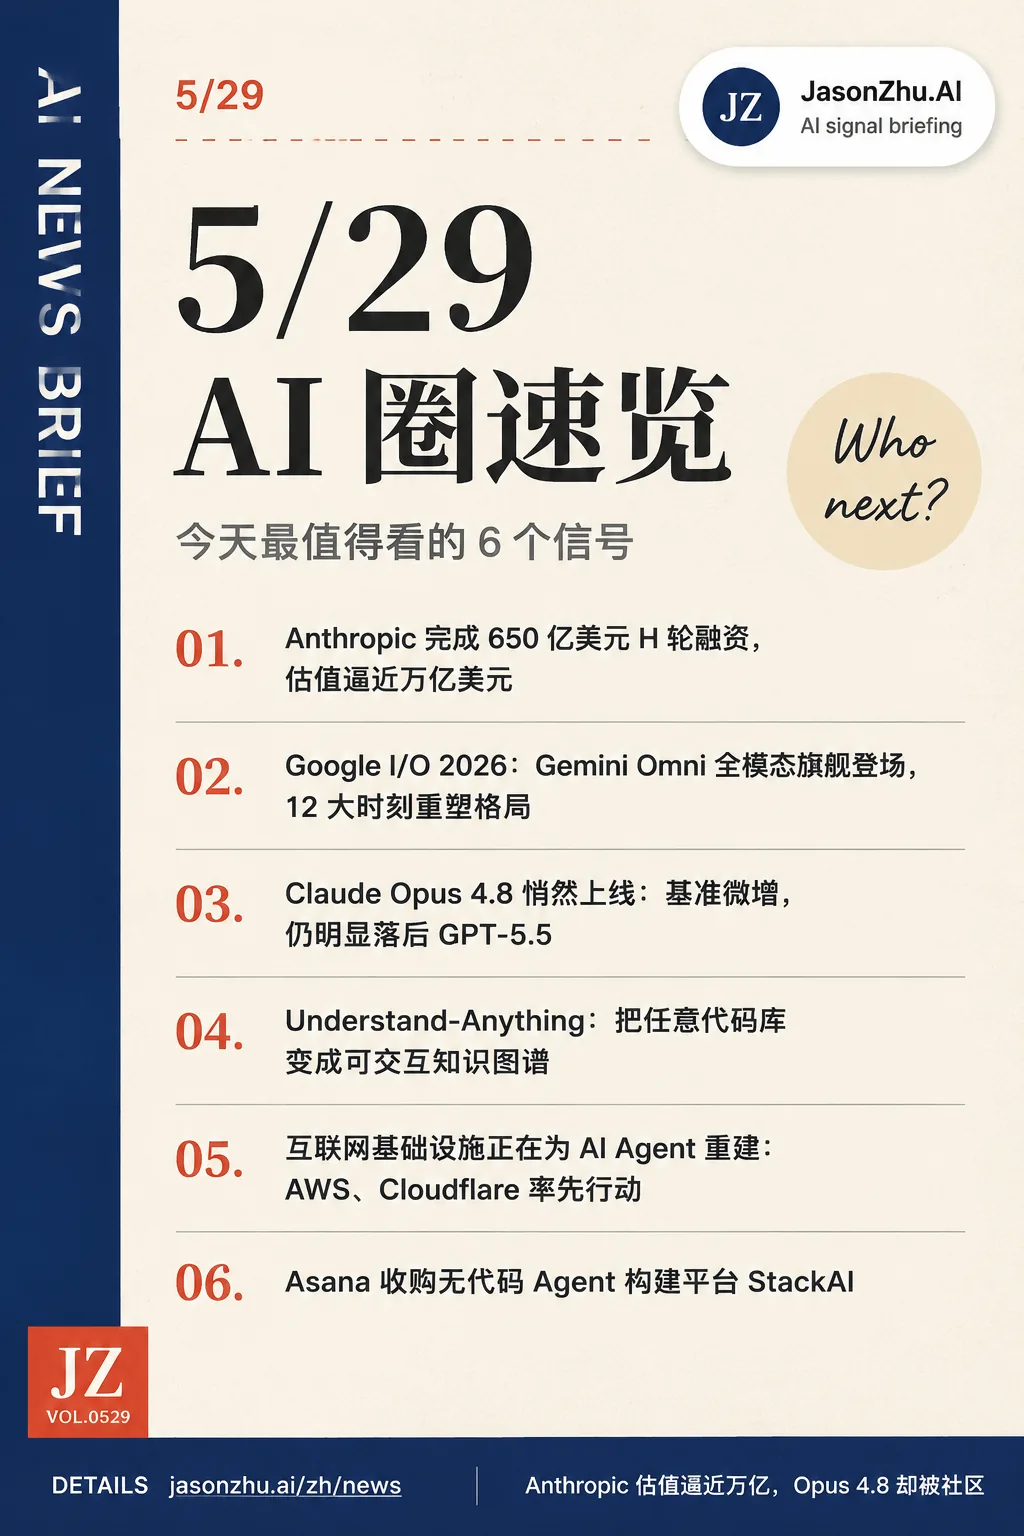 AI NEWS BRIEF
5/29
JZ
JasonZhu.AI
AI signal briefing
5/29
AI 圈速览
今天最值得看的 6 个信号
Who
next?
01.
Anthropic 完成 650 亿美元 H 轮融资，
估值逼近万亿美元
02.
Google I/O 2026：Gemini Omni 全模态旗舰登场，
12 大时刻重塑格局
03.
Claude Opus 4.8 悄然上线：基准微增，
仍明显落后 GPT-5.5
04.
Understand-Anything：把任意代码库
变成可交互知识图谱
05.
互联网基础设施正在为 AI Agent 重建：
AWS、Cloudflare 率先行动
06.
Asana 收购无代码 Agent 构建平台 StackAI
JZ
VOL.0529
DETAILS jasonzhu.ai/zh/news
Anthropic 估值逼近万亿，Opus 4.8 却被社区